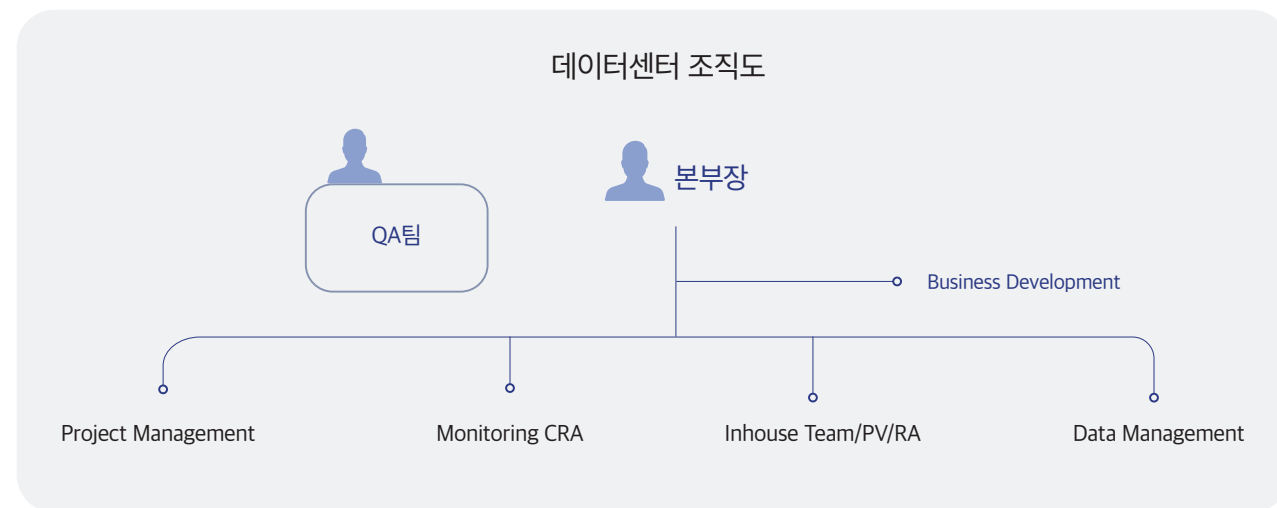 데이터센터 조직도
본부장
QA팀
Business Development
Project Management
Monitoring CRA
Inhouse Team/PV/RA
Data Management